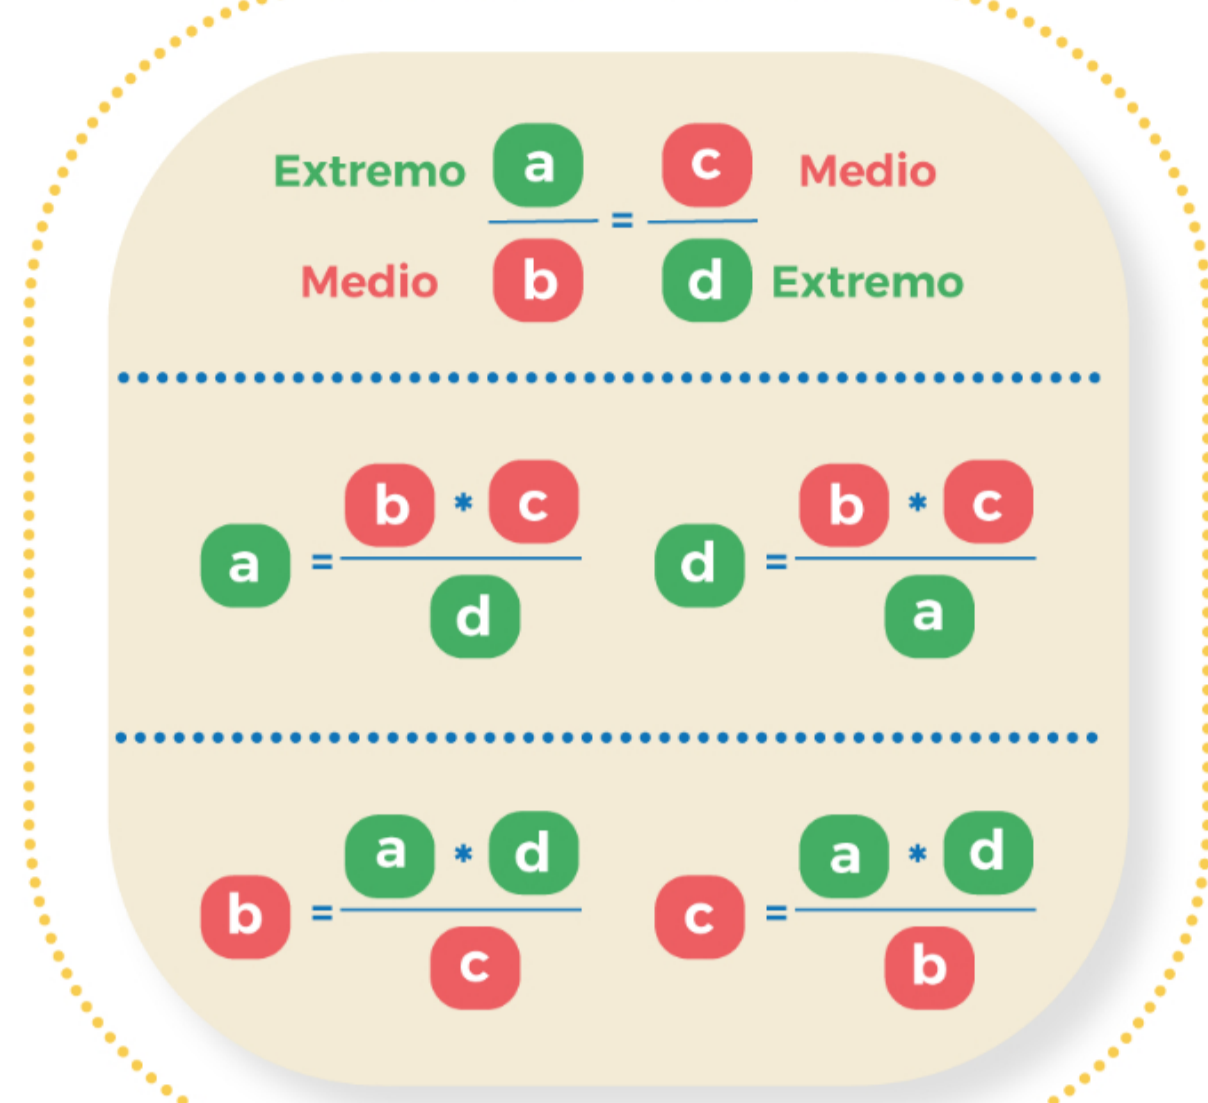 Extremo a = c Medio
Medio b d Extremo
b * c b * c
a = d =
d a
a * d a * d
b = c =
c b